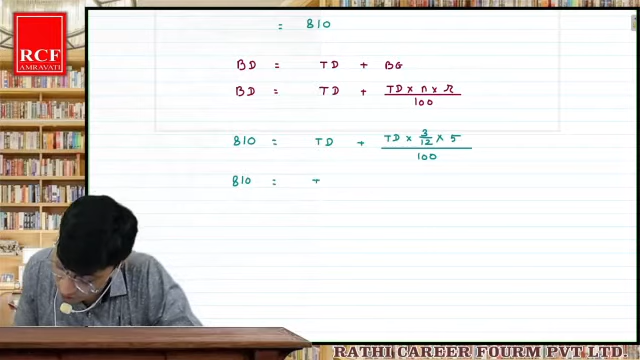 RCF
AMRAVATI
= 810
BD = TD + BG
BD = TD + TD × n × r / 100
810 = TD + TD × 3/12 × 5 / 100
810 = +
RATHI CAREER FOURM PVT LTD.